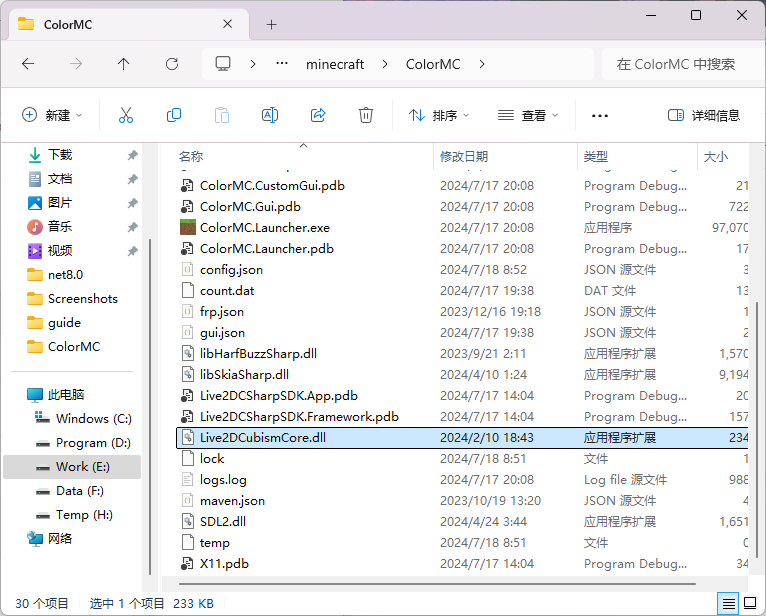 ColorMC
minecraft
ColorMC
在 ColorMC 中搜索
新建
排序
查看
详细信息
名称
修改日期
类型
大小
下载
文档
图片
音乐
视频
net8.0
Screenshots
guide
ColorMC
此电脑
Windows (C:)
Program (D:)
Work (E:)
Data (F:)
Temp (H:)
网络
ColorMC.CustomGui.pdb 2024/7/17 20:08 Program Debug... 21
ColorMC.Gui.pdb 2024/7/17 20:08 Program Debug... 722
ColorMC.Launcher.exe 2024/7/17 20:08 应用程序 97,070
ColorMC.Launcher.pdb 2024/7/17 20:08 Program Debug... 17
config.json 2024/7/18 8:52 JSON 源文件 3
count.dat 2024/7/17 19:38 DAT 文件 13
frp.json 2023/12/16 19:18 JSON 源文件 1
gui.json 2024/7/17 19:38 JSON 源文件 2
libHarfBuzzSharp.dll 2023/9/21 2:11 应用程序扩展 1,570
libSkiaSharp.dll 2024/4/10 1:24 应用程序扩展 9,194
Live2DCSharpSDK.App.pdb 2024/7/17 14:04 Program Debug... 20
Live2DCSharpSDK.Framework.pdb 2024/7/17 14:04 Program Debug... 157
Live2DCubismCore.dll 2024/2/10 18:43 应用程序扩展 234
lock 2024/7/18 8:51 文件 1
logs.log 2024/7/17 20:08 Log file 源文件 988
maven.json 2023/10/19 13:20 JSON 源文件 4
SDL2.dll 2024/4/24 3:44 应用程序扩展 1,651
temp 2024/7/18 8:51 文件 0
X11.pdb 2024/7/17 14:04 Program Debug... 34
30 个项目 选中 1 个项目 233 KB